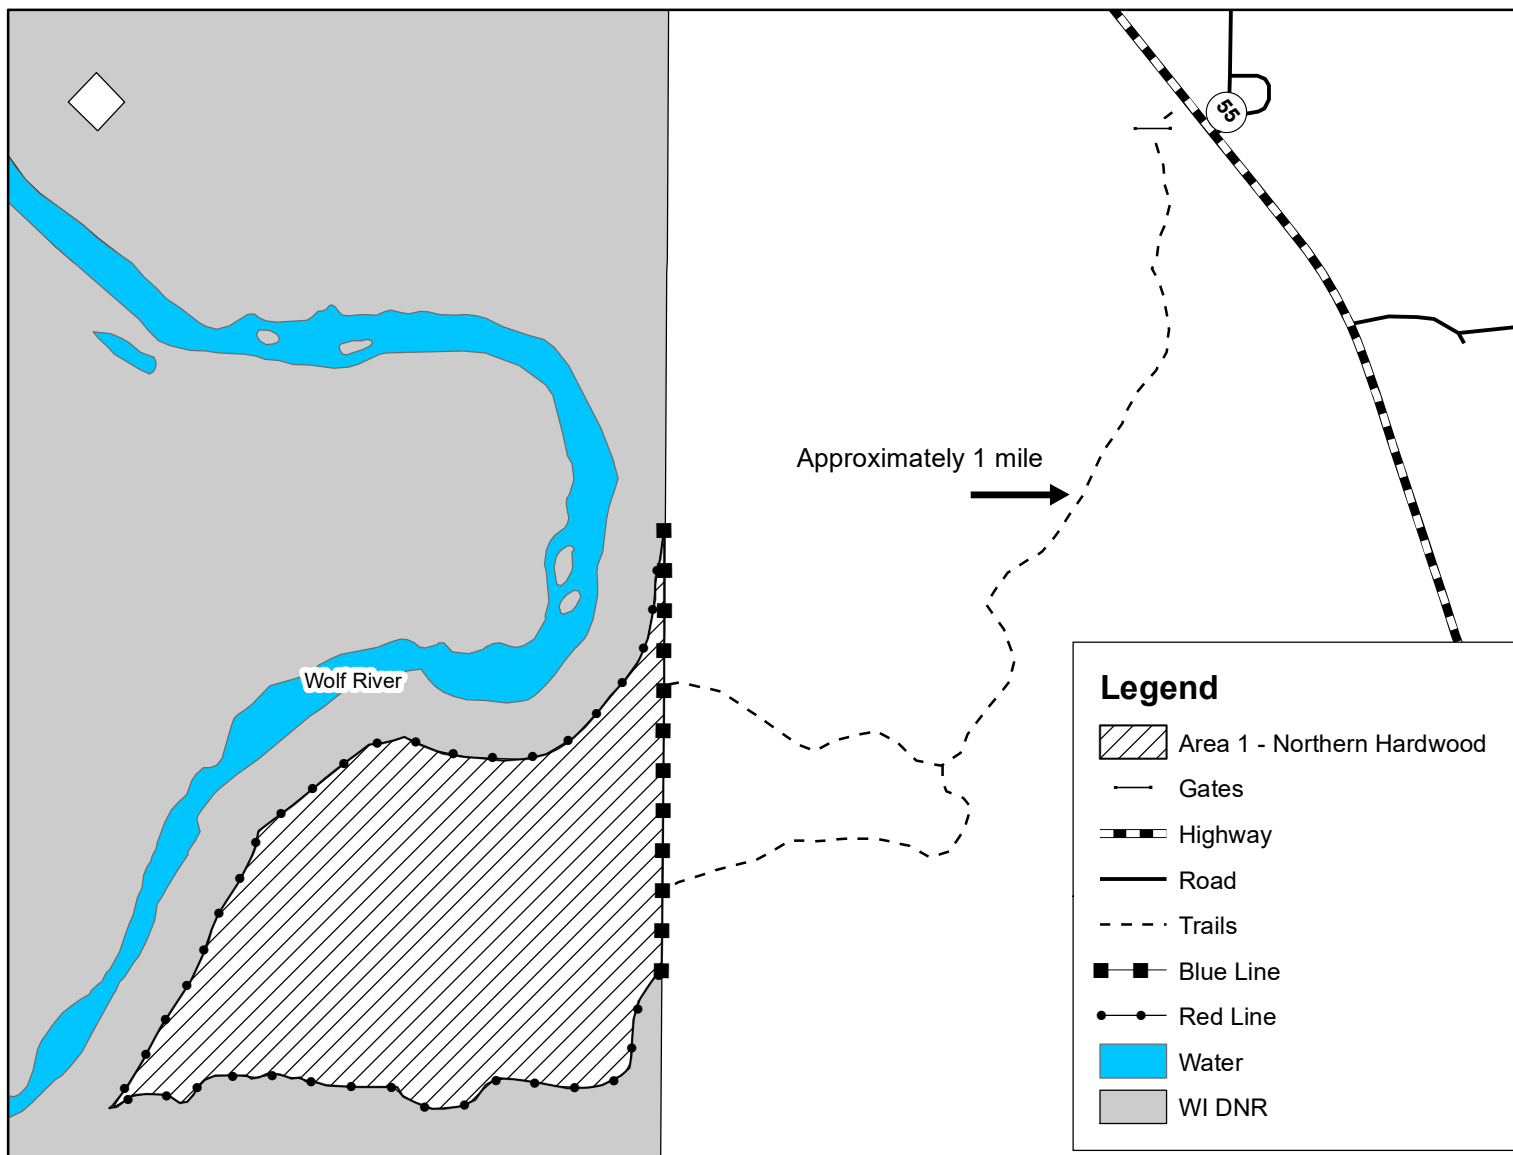 55
Approximately 1 mile
Wolf River
Legend
Area 1 - Northern Hardwood
Gates
Highway
Road
Trails
Blue Line
Red Line
Water
WI DNR